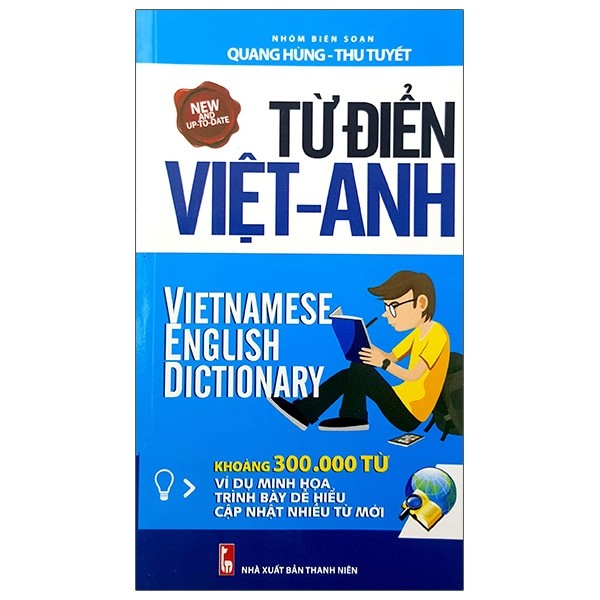 NHÓM BIÊN SOẠN
QUANG HÙNG - THU TUYẾT
NEW
AND
UP-TO-DATE
TỪ ĐIỂN
VIỆT-ANH
VIETNAMESE
ENGLISH
DICTIONARY
KHOẢNG 300.000 TỪ
VÍ DỤ MINH HỌA
TRÌNH BÀY DỄ HIỂU
CẬP NHẬT NHIỀU TỪ MỚI
NHÀ XUẤT BẢN THANH NIÊN